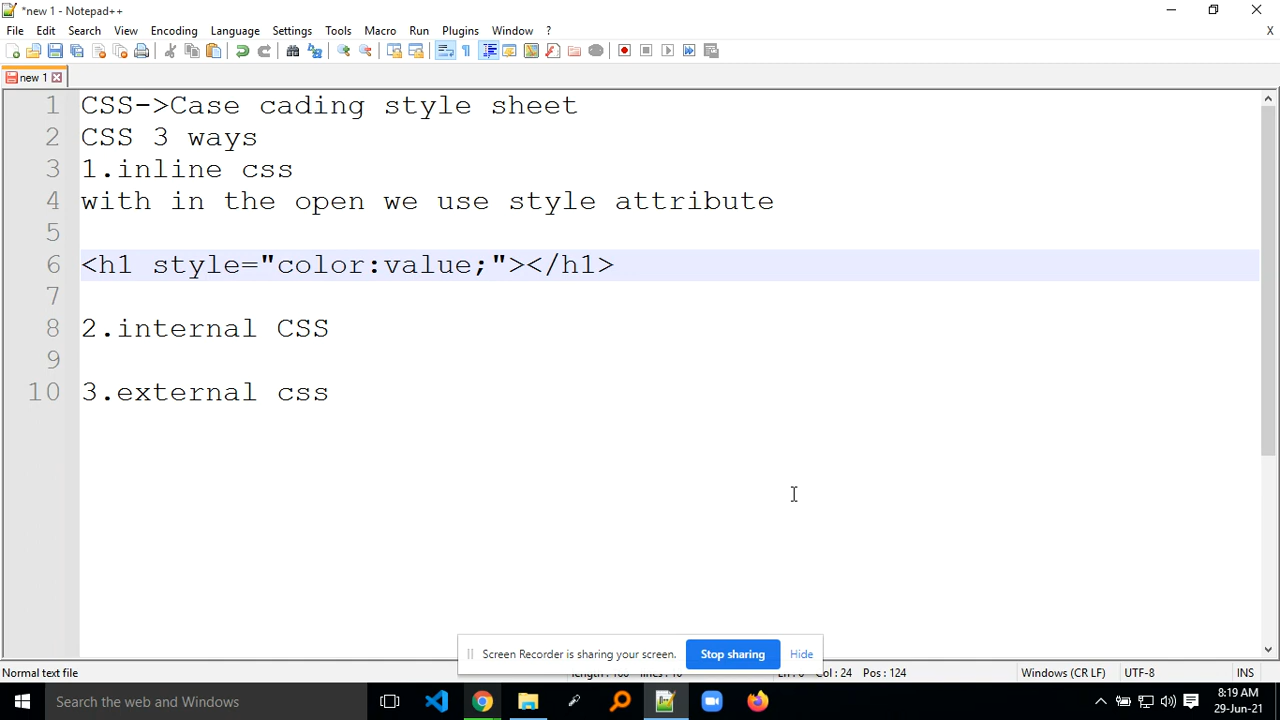 *new 1 - Notepad++
File Edit Search View Encoding Language Settings Tools Macro Run Plugins Window ? X
new 1
1 CSS->Case cading style sheet
2 CSS 3 ways
3 1.inline css
4 with in the open we use style attribute
5
6 <h1 style="color:value;"></h1>
7
8 2.internal CSS
9
10 3.external css
Screen Recorder is sharing your screen. Stop sharing Hide
Normal text file Col : 24 Pos : 124 Windows (CR LF) UTF-8 INS
Search the web and Windows
8:19 AM
29-Jun-21